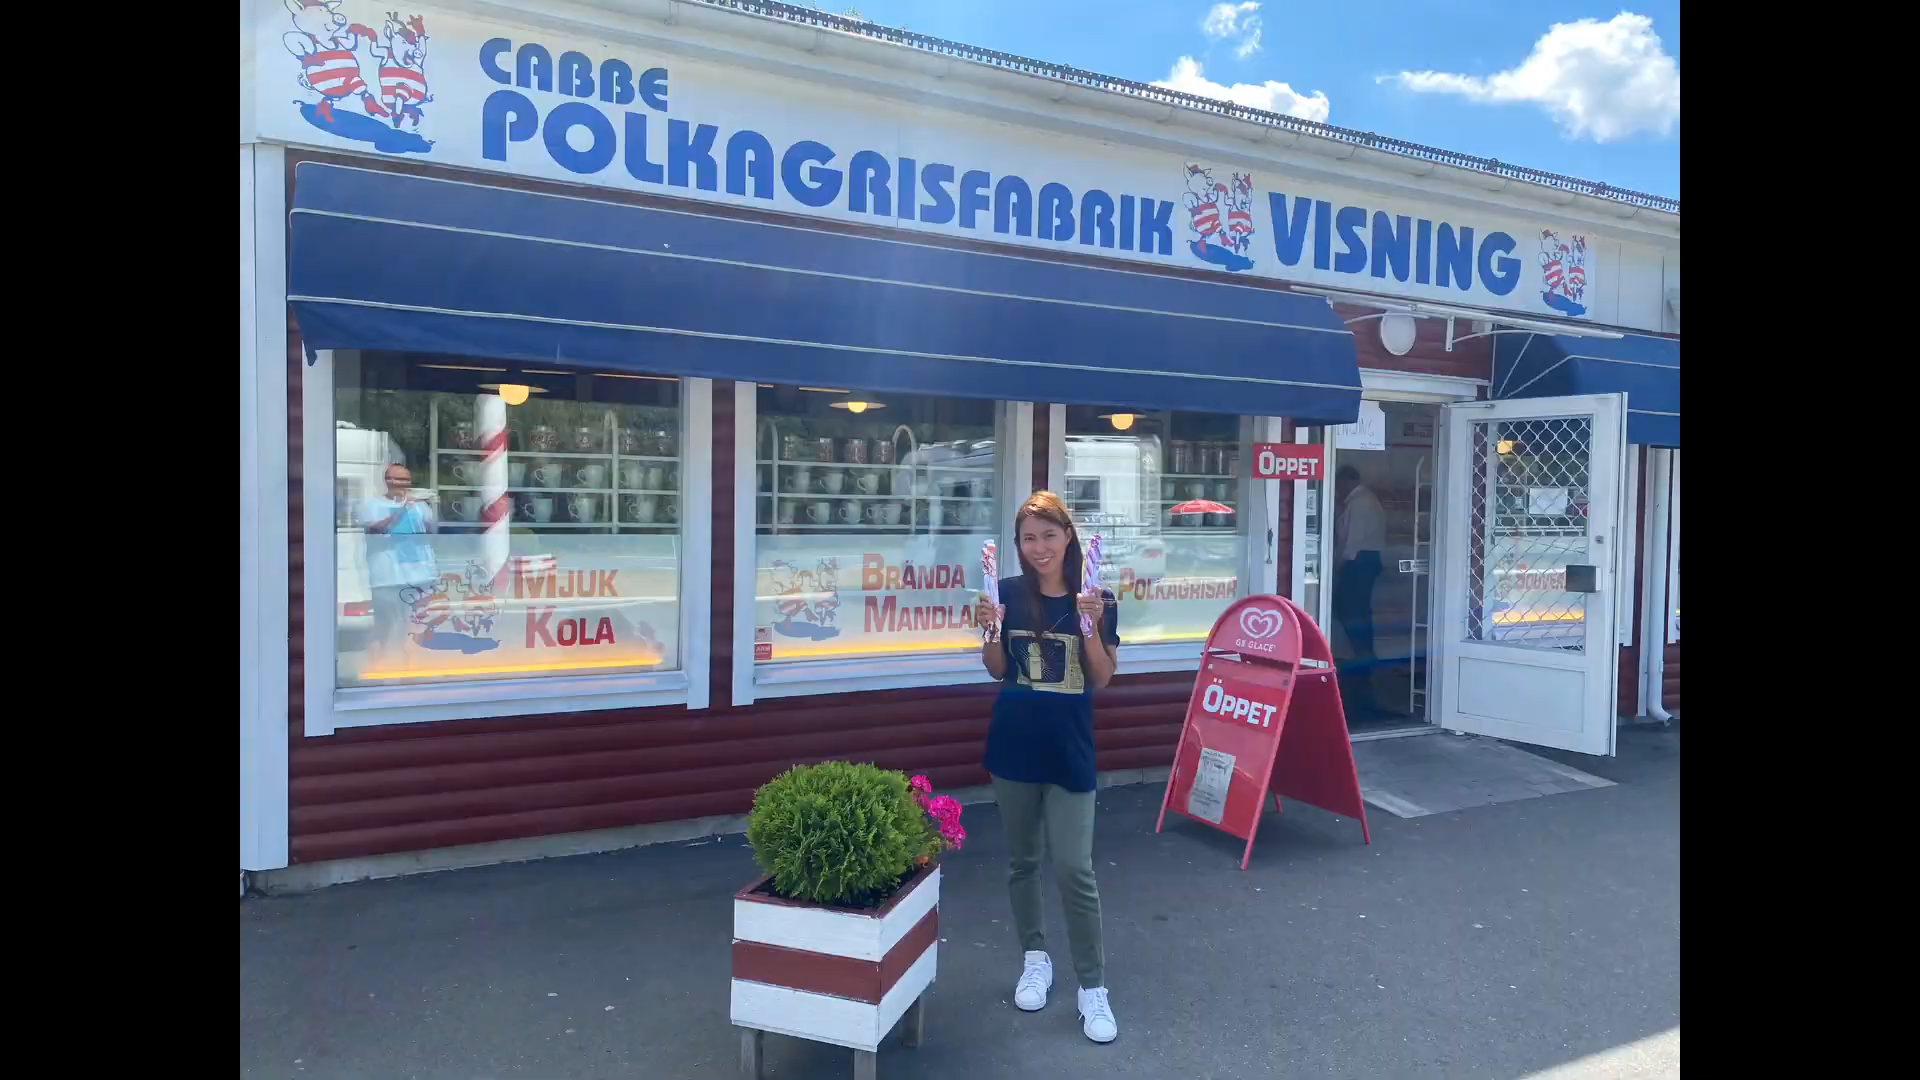 CABBE
POLKAGRISFABRIK VISNING
ÖPPET
MJUK
KOLA
BRÄNDA
MANDLAR
POLKAGRISAR
GB GLACE
ÖPPET